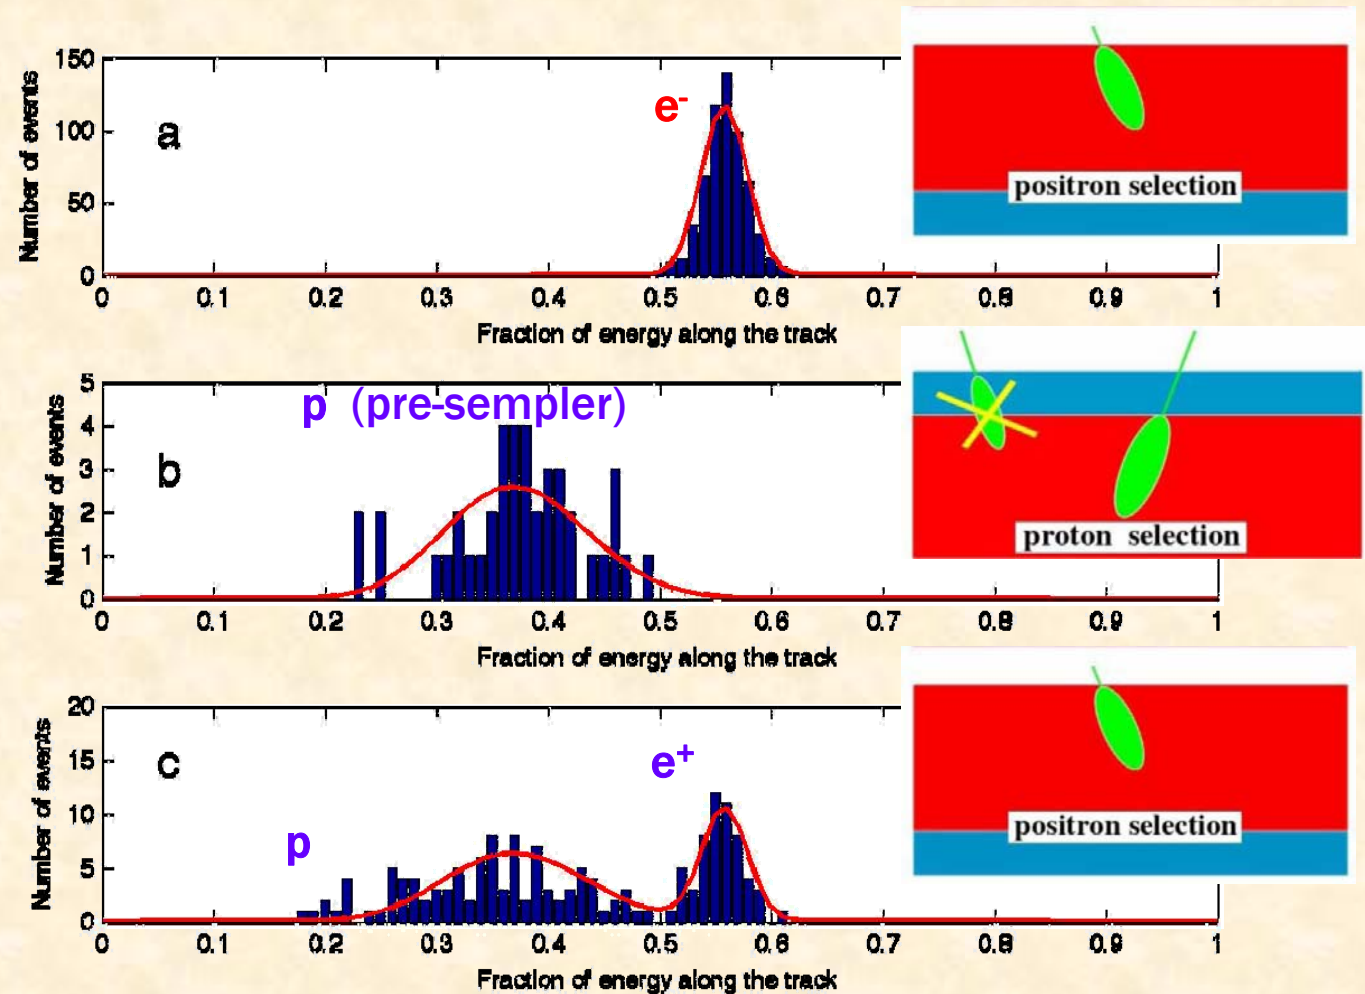 150
100
50
0
Number of events
a
e-
positron selection
0 0.1 0.2 0.3 0.4 0.5 0.6 0.7 0.8 0.9 1
Fraction of energy along the track
5
4
3
2
1
0
Number of events
b
p (pre-sempler)
proton selection
0 0.1 0.2 0.3 0.4 0.5 0.6 0.7 0.8 0.9 1
Fraction of energy along the track
20
15
10
5
0
Number of events
c
p
e+
positron selection
0 0.1 0.2 0.3 0.4 0.5 0.6 0.7 0.8 0.9 1
Fraction of energy along the track